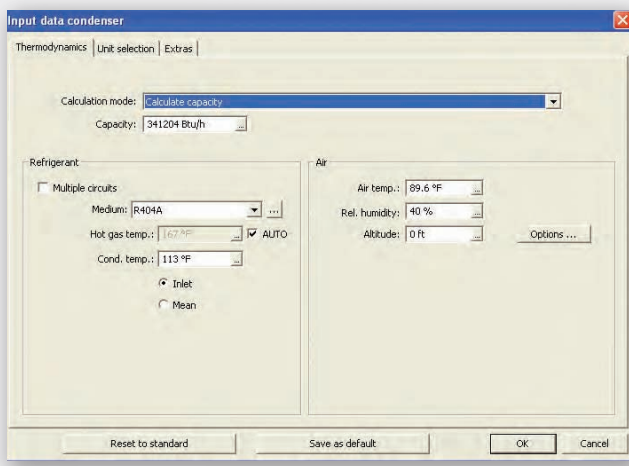 Input data condenser
Thermodynamics Unit selection Extras
Calculation mode: Calculate capacity
Capacity: 341204 Btu/h ...
Refrigerant
Multiple circuits
Medium: R404A ...
Hot gas temp.: 167 °F ... AUTO
Cond. temp.: 113 °F ...
Inlet
Mean
Air
Air temp.: 89.6 °F ...
Rel. humidity: 40 % ...
Altitude: 0 ft ... Options ...
Reset to standard Save as default OK Cancel